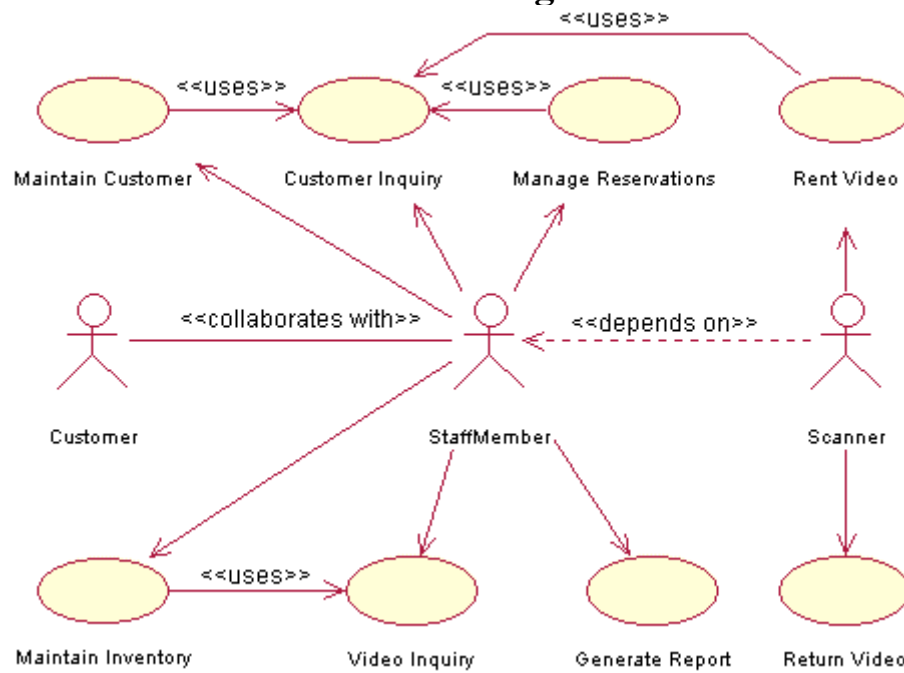 <<uses>>
<<uses>> <<uses>>
Maintain Customer Customer Inquiry Manage Reservations Rent Video
<<collaborates with>> <<depends on>>
Customer StaffMember Scanner
<<uses>>
Maintain Inventory Video Inquiry Generate Report Return Video